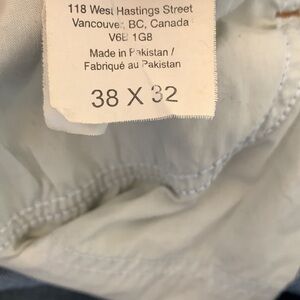 118 West Hastings Street
Vancouver, BC, Canada
V6B 1G8
Made in Pakistan /
Fabriqué au Pakistan
38 X 32